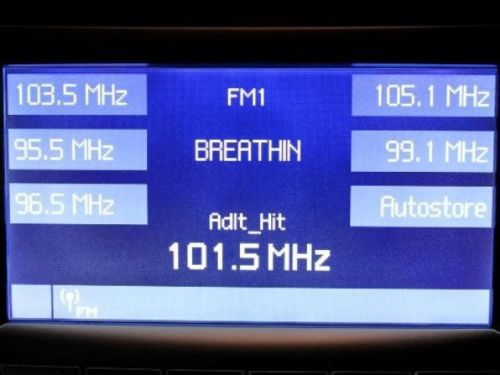 103.5 MHz FM1 105.1 MHz
95.5 MHz BREATHIN 99.1 MHz
96.5 MHz Autostore
Adlt_Hit
101.5 MHz
FM